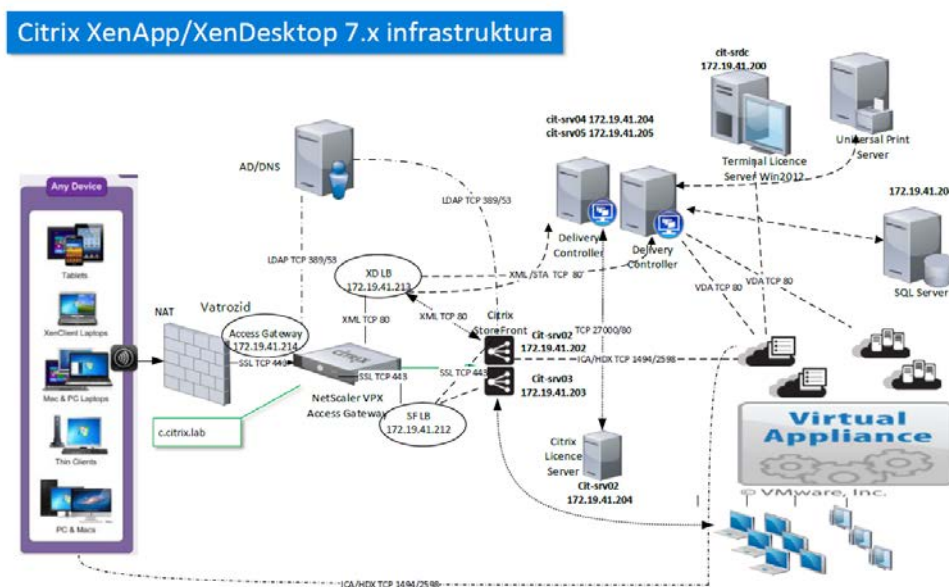 Citrix XenApp/XenDesktop 7.x infrastruktura
cit-srdc
172.19.41.200
cit-srv04 172.19.41.204
cit-srv05 172.19.41.205
Universal Print
Server
Terminal Licence
Server Win2012
AD/DNS
172.19.41.20
Any Device
LDAP TCP 389/53
Delivery
Controller
Delivery
Controller
Tablets
LDAP TCP 389/53
XD LB
172.19.41.213
XML/STA TCP 80
VDA TCP 80
VDA TCP 80
SQL Server
XenClient Laptops
NAT
Vatrozid
XML TCP 80
XML TCP 80
Citrix
StoreFront
TCP 27000/80
Access Gateway
172.19.41.214
Cit-srv02
172.19.41.202
ICA/HDX TCP 1494/2598
SSL TCP 443
CITRIX
SSL TCP 443
SSL TCP 443
Mac & PC Laptops
NetScaler VPX
Access Gateway
Cit-srv03
172.19.41.203
c.citrix.lab
SF LB
172.19.41.212
Virtual
Appliance
Thin Clients
Citrix
Licence
Server
Cit-srv02
172.19.41.204
© VMware, Inc.
PC & Macs
ICA/HDX TCP 1494/2598